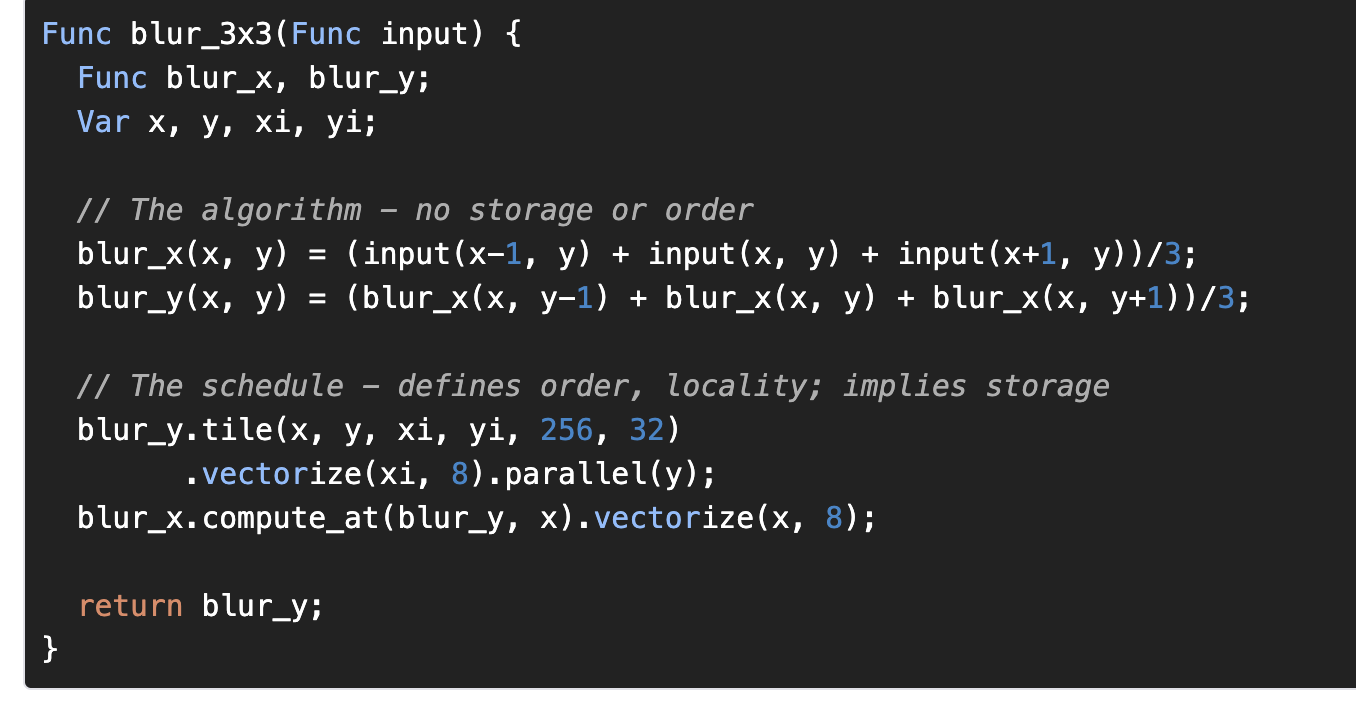 Func blur_3x3(Func input) {
  Func blur_x, blur_y;
  Var x, y, xi, yi;

  // The algorithm - no storage or order
  blur_x(x, y) = (input(x-1, y) + input(x, y) + input(x+1, y))/3;
  blur_y(x, y) = (blur_x(x, y-1) + blur_x(x, y) + blur_x(x, y+1))/3;

  // The schedule - defines order, locality; implies storage
  blur_y.tile(x, y, xi, yi, 256, 32)
        .vectorize(xi, 8).parallel(y);
  blur_x.compute_at(blur_y, x).vectorize(x, 8);

  return blur_y;
}